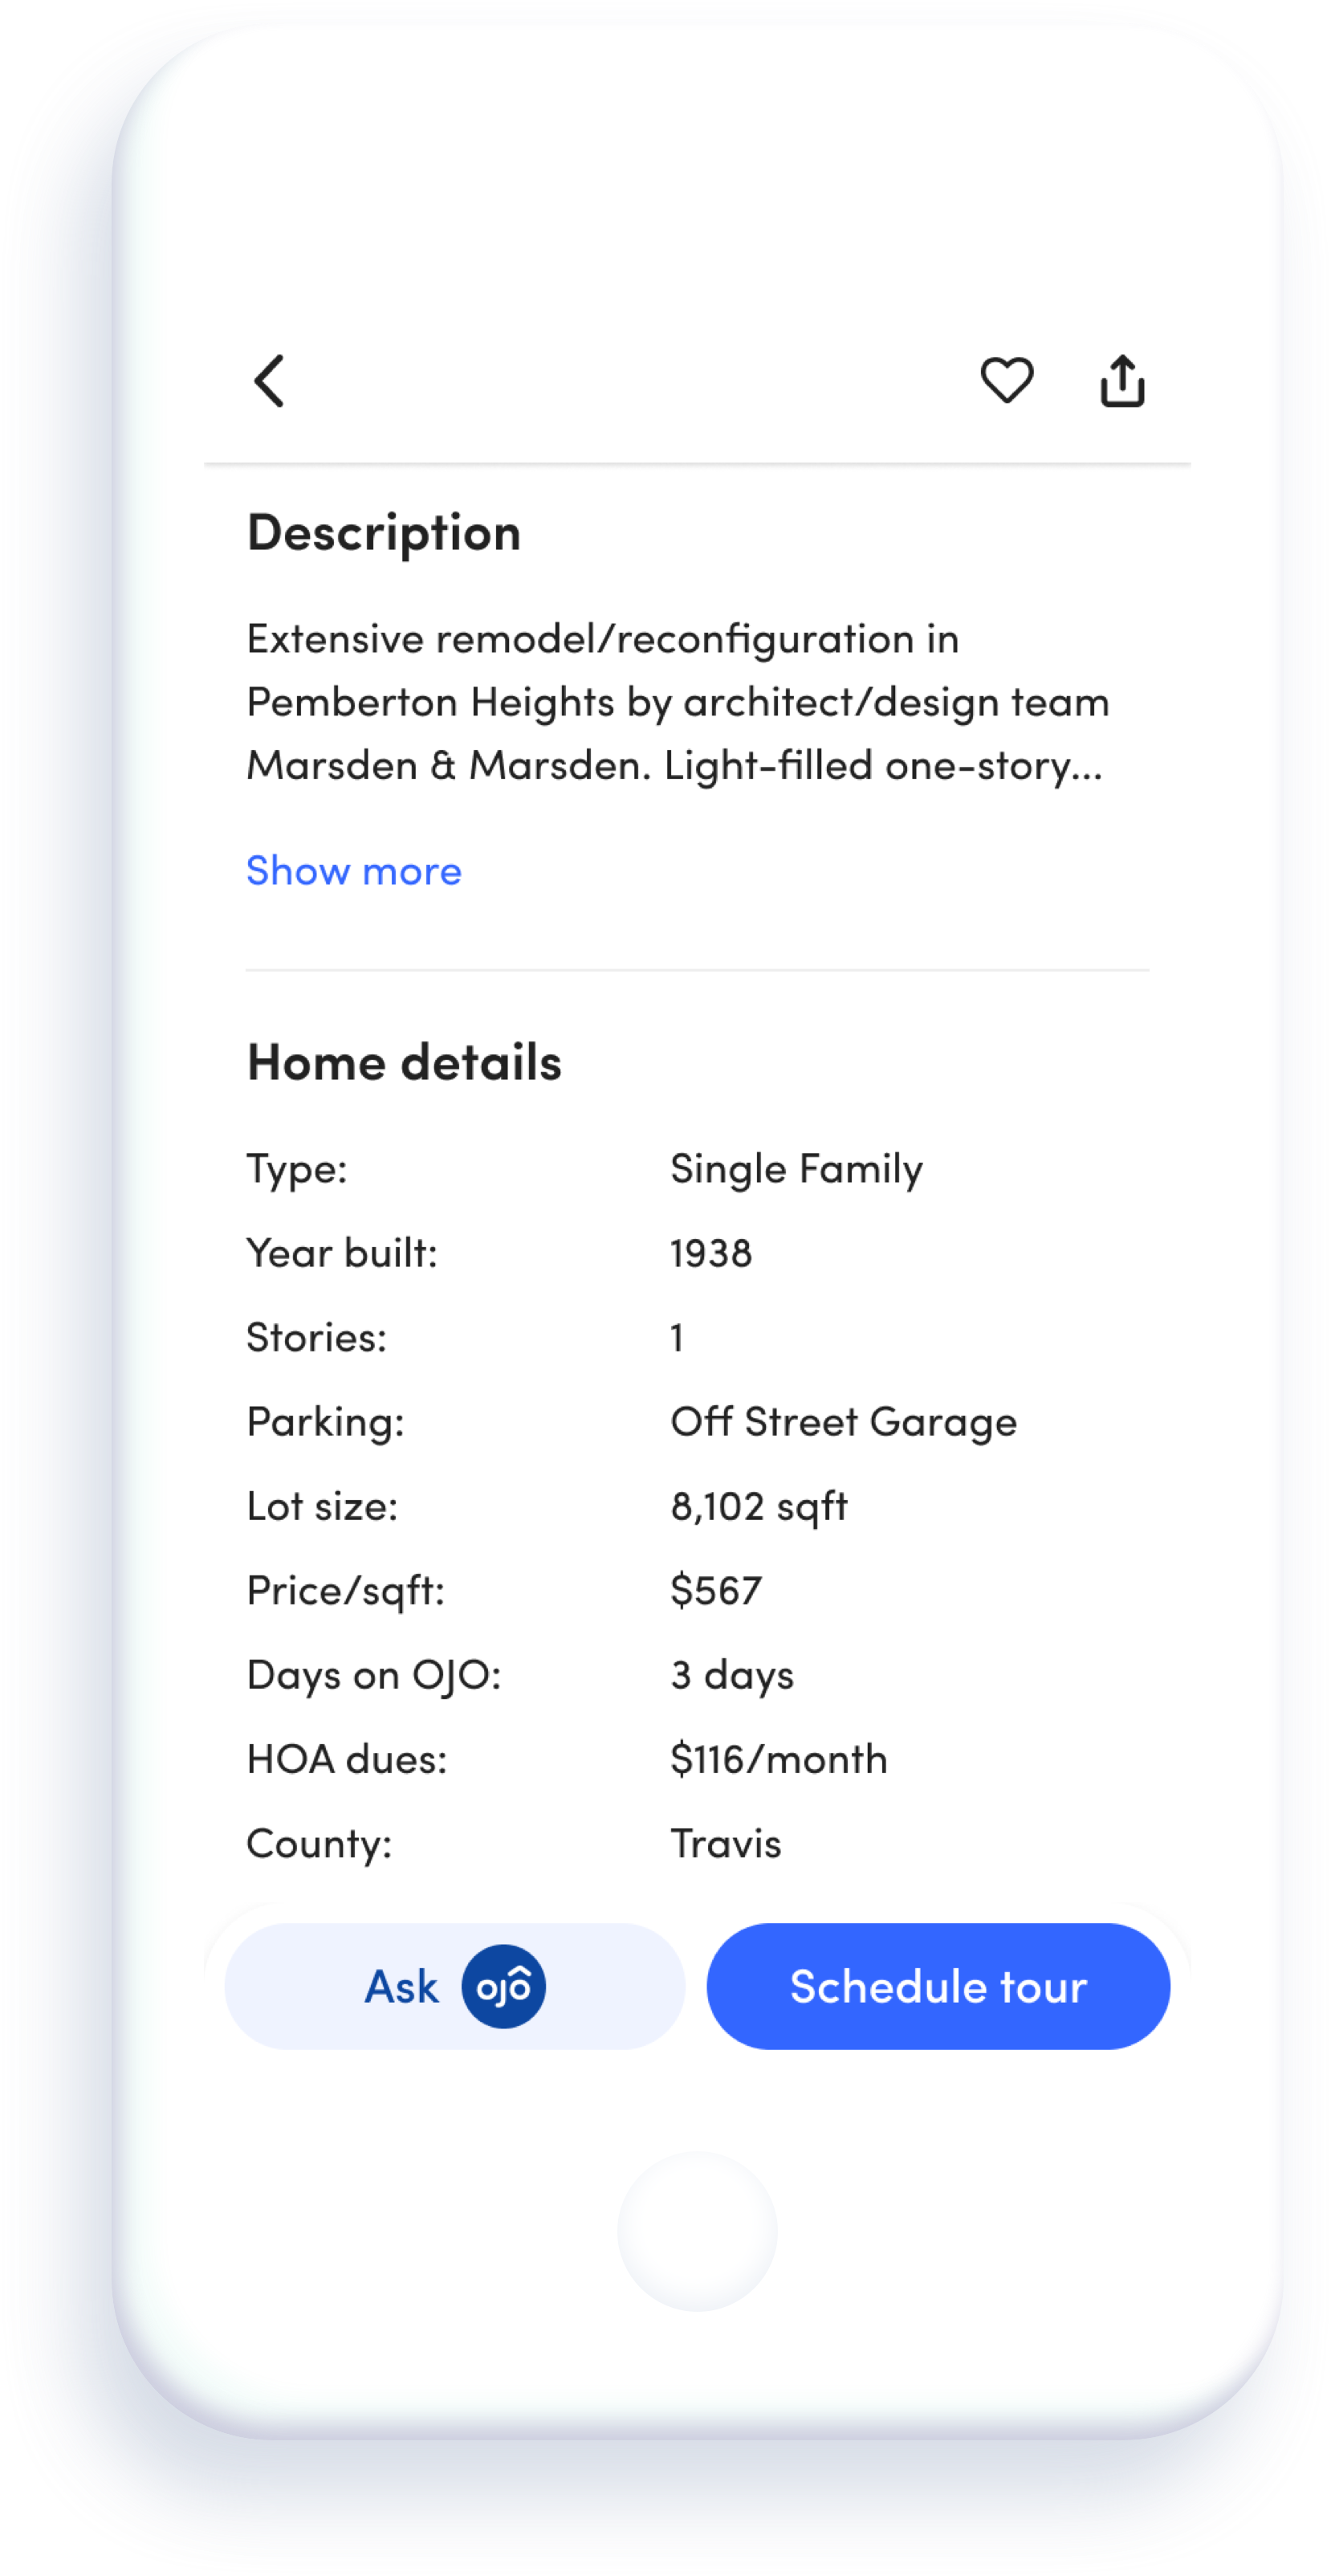 Description
Extensive remodel/reconfiguration in
Pemberton Heights by architect/design team
Marsden & Marsden. Light-filled one-story...
Show more
Home details
Type: Single Family
Year built: 1938
Stories: 1
Parking: Off Street Garage
Lot size: 8,102 sqft
Price/sqft: $567
Days on OJO: 3 days
HOA dues: $116/month
County: Travis
Ask ojô Schedule tour